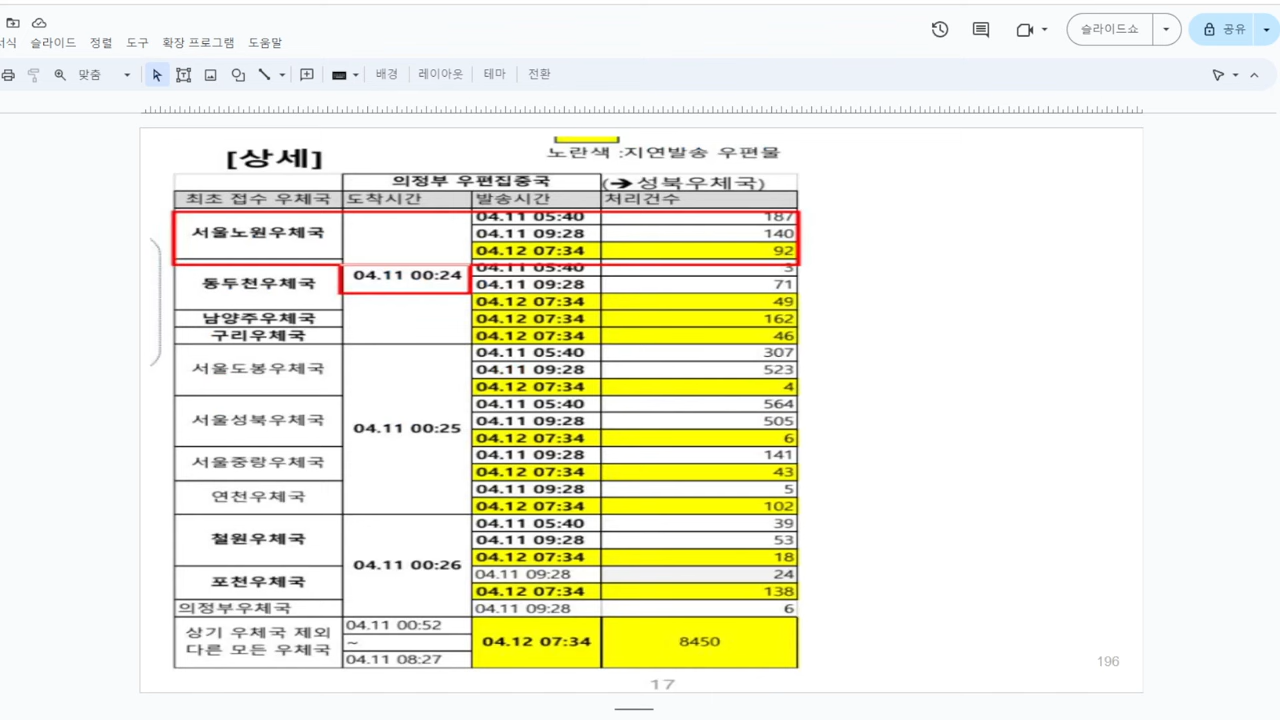 서식 슬라이드 정렬 도구 확장 프로그램 도움말
슬라이드쇼
공유
맞춤
배경 레이아웃 테마 전환
[상세]
노란색 :지연발송 우편물
의정부 우편집중국 (➔성북우체국)
최초 접수 우체국 도착시간 발송시간 처리건수
서울노원우체국 04.11 05:40 187
04.11 09:28 140
04.12 07:34 92
04.11 00:24
동두천우체국 04.11 05:40 3
04.11 09:28 71
04.12 07:34 49
남양주우체국 04.12 07:34 162
구리우체국 04.12 07:34 46
서울도봉우체국 04.11 05:40 307
04.11 09:28 523
04.12 07:34 4
04.11 00:25
서울성북우체국 04.11 05:40 564
04.11 09:28 505
04.12 07:34 6
서울중랑우체국 04.11 09:28 141
04.12 07:34 43
연천우체국 04.11 09:28 5
04.12 07:34 102
철원우체국 04.11 05:40 39
04.11 09:28 53
04.12 07:34 18
04.11 00:26
포천우체국 04.11 09:28 24
04.12 07:34 138
의정부우체국 04.11 09:28 6
상기 우체국 제외 04.11 00:52
다른 모든 우체국 ~ 04.12 07:34 8450
04.11 08:27
196
17